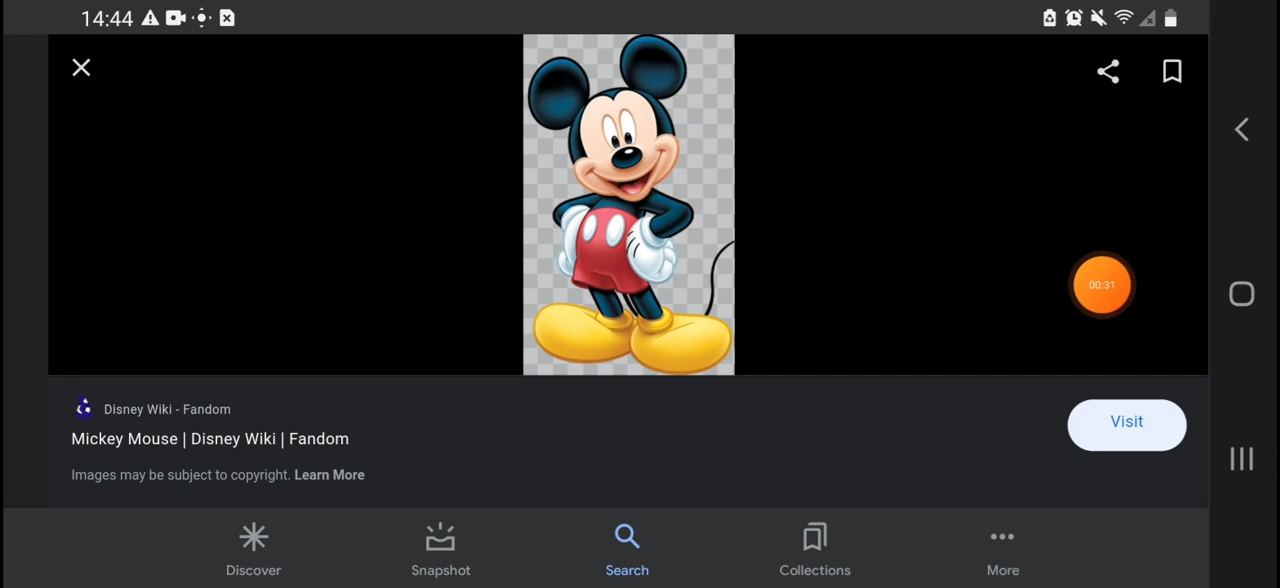 14:44
00:31
Disney Wiki - Fandom
Mickey Mouse | Disney Wiki | Fandom
Visit
Images may be subject to copyright. Learn More
Discover
Snapshot
Search
Collections
More